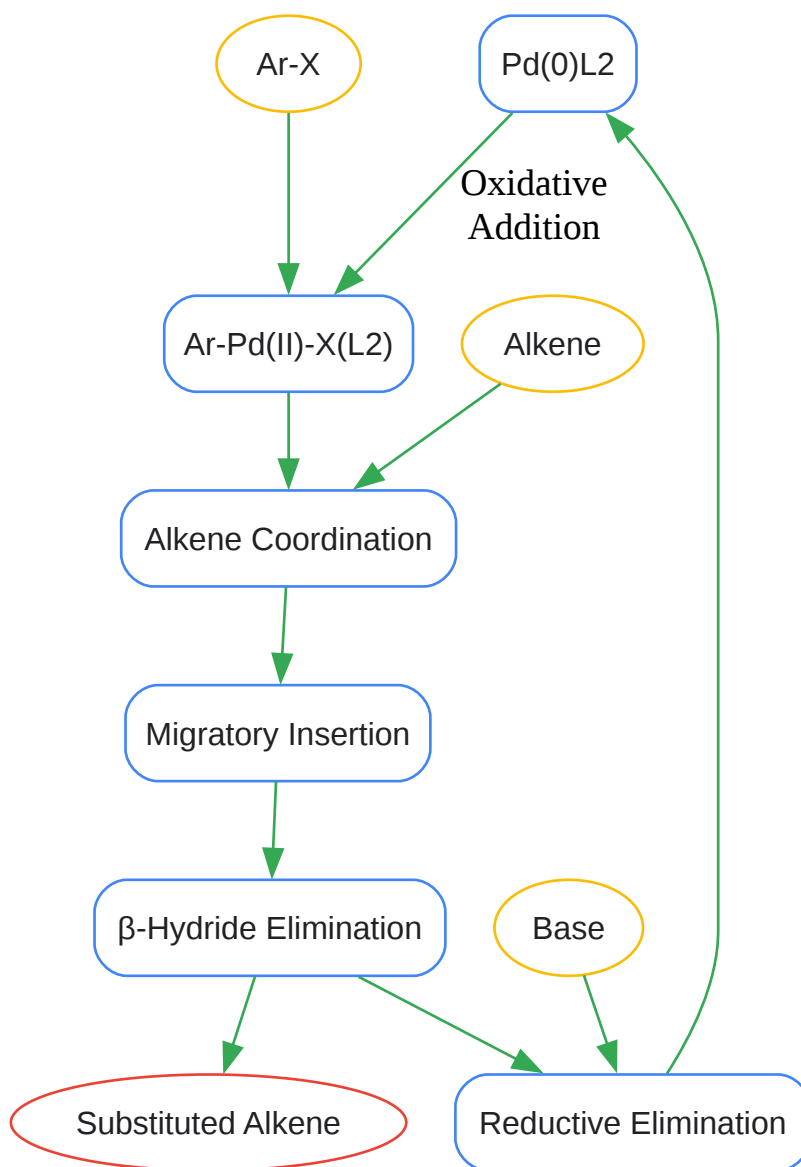 Ar-X
Pd(0)L2
Oxidative
Addition
Ar-Pd(II)-X(L2)
Alkene
Alkene Coordination
Migratory Insertion
β-Hydride Elimination
Base
Substituted Alkene
Reductive Elimination